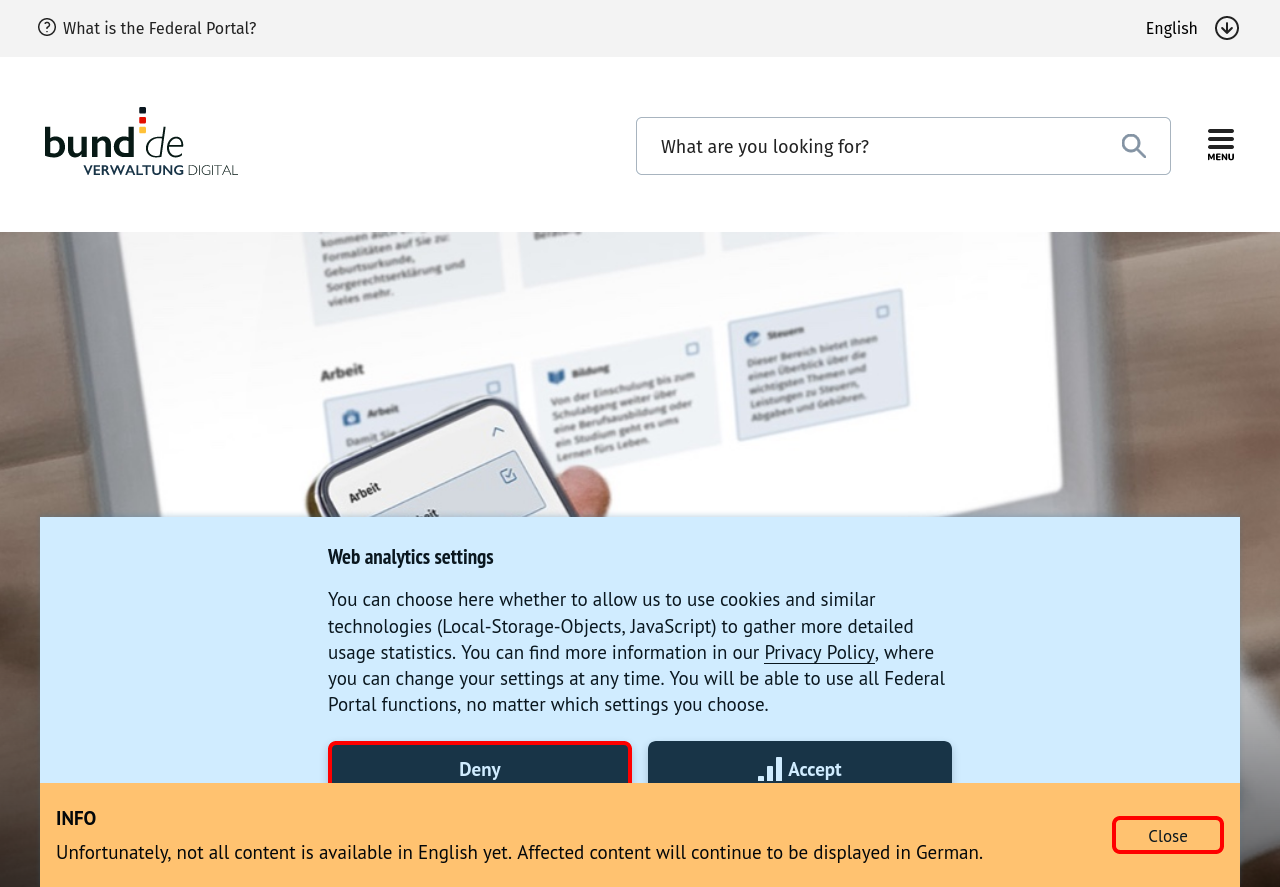 What is the Federal Portal?
English
bund.de
VERWALTUNG DIGITAL
What are you looking for?
MENU
Formalitäten auf Sie zu:
Geburtsurkunde,
Sorgerechtserklärung und
vieles mehr.
Arbeit
Arbeit
Bildung
Von der Einschulung bis zum
Schulabgang weiter über
eine Berufsausbildung oder
ein Studium geht es ums
Lernen fürs Leben.
Steuern
Dieser Bereich bietet Ihnen
einen Überblick über die
wichtigsten Themen und
Leistungen zu Steuern,
Abgaben und Gebühren.
Arbeit
Web analytics settings
You can choose here whether to allow us to use cookies and similar
technologies (Local-Storage-Objects, JavaScript) to gather more detailed
usage statistics. You can find more information in our Privacy Policy, where
you can change your settings at any time. You will be able to use all Federal
Portal functions, no matter which settings you choose.
Deny
Accept
INFO
Unfortunately, not all content is available in English yet. Affected content will continue to be displayed in German.
Close